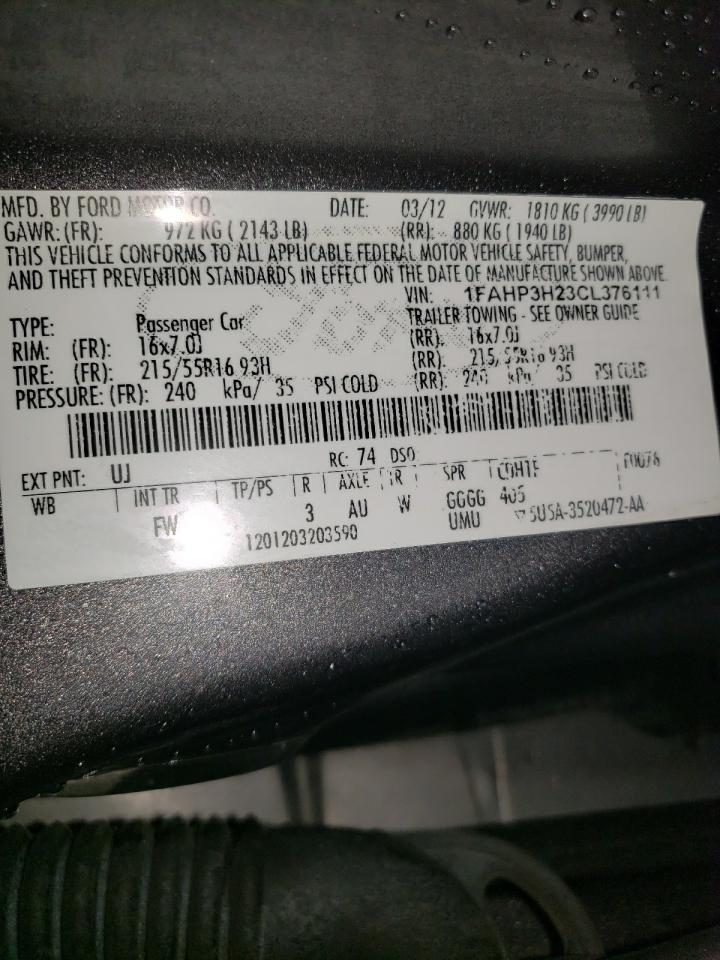 MFD. BY FORD MOTOR CO. DATE: 03/12 GVWR: 1810 KG ( 3990 LB)
GAWR: (FR): 972 KG ( 2143 LB) (RR): 880 KG ( 1940 LB)
THIS VEHICLE CONFORMS TO ALL APPLICABLE FEDERAL MOTOR VEHICLE SAFETY, BUMPER,
AND THEFT PREVENTION STANDARDS IN EFFECT ON THE DATE OF MANUFACTURE SHOWN ABOVE.
VIN: 1FAHP3H23CL376111
TYPE: Passenger Car TRAILER TOWING - SEE OWNER GUIDE
RIM: (FR): 16x7.0J (RR): 16x7.0J
TIRE: (FR): 215/55R16 93H (RR): 215/55R16 93H
PRESSURE: (FR): 240 kPa/ 35 PSI COLD (RR): 240 kPa/ 35 PSI COLD
EXT PNT: UJ RC: 74 DSO:
WB INT TR TP/PS R AXLE TR SPR
FW 3 AU W GGGG 405
1201203203590 UMU 5U5A-3520472-AA